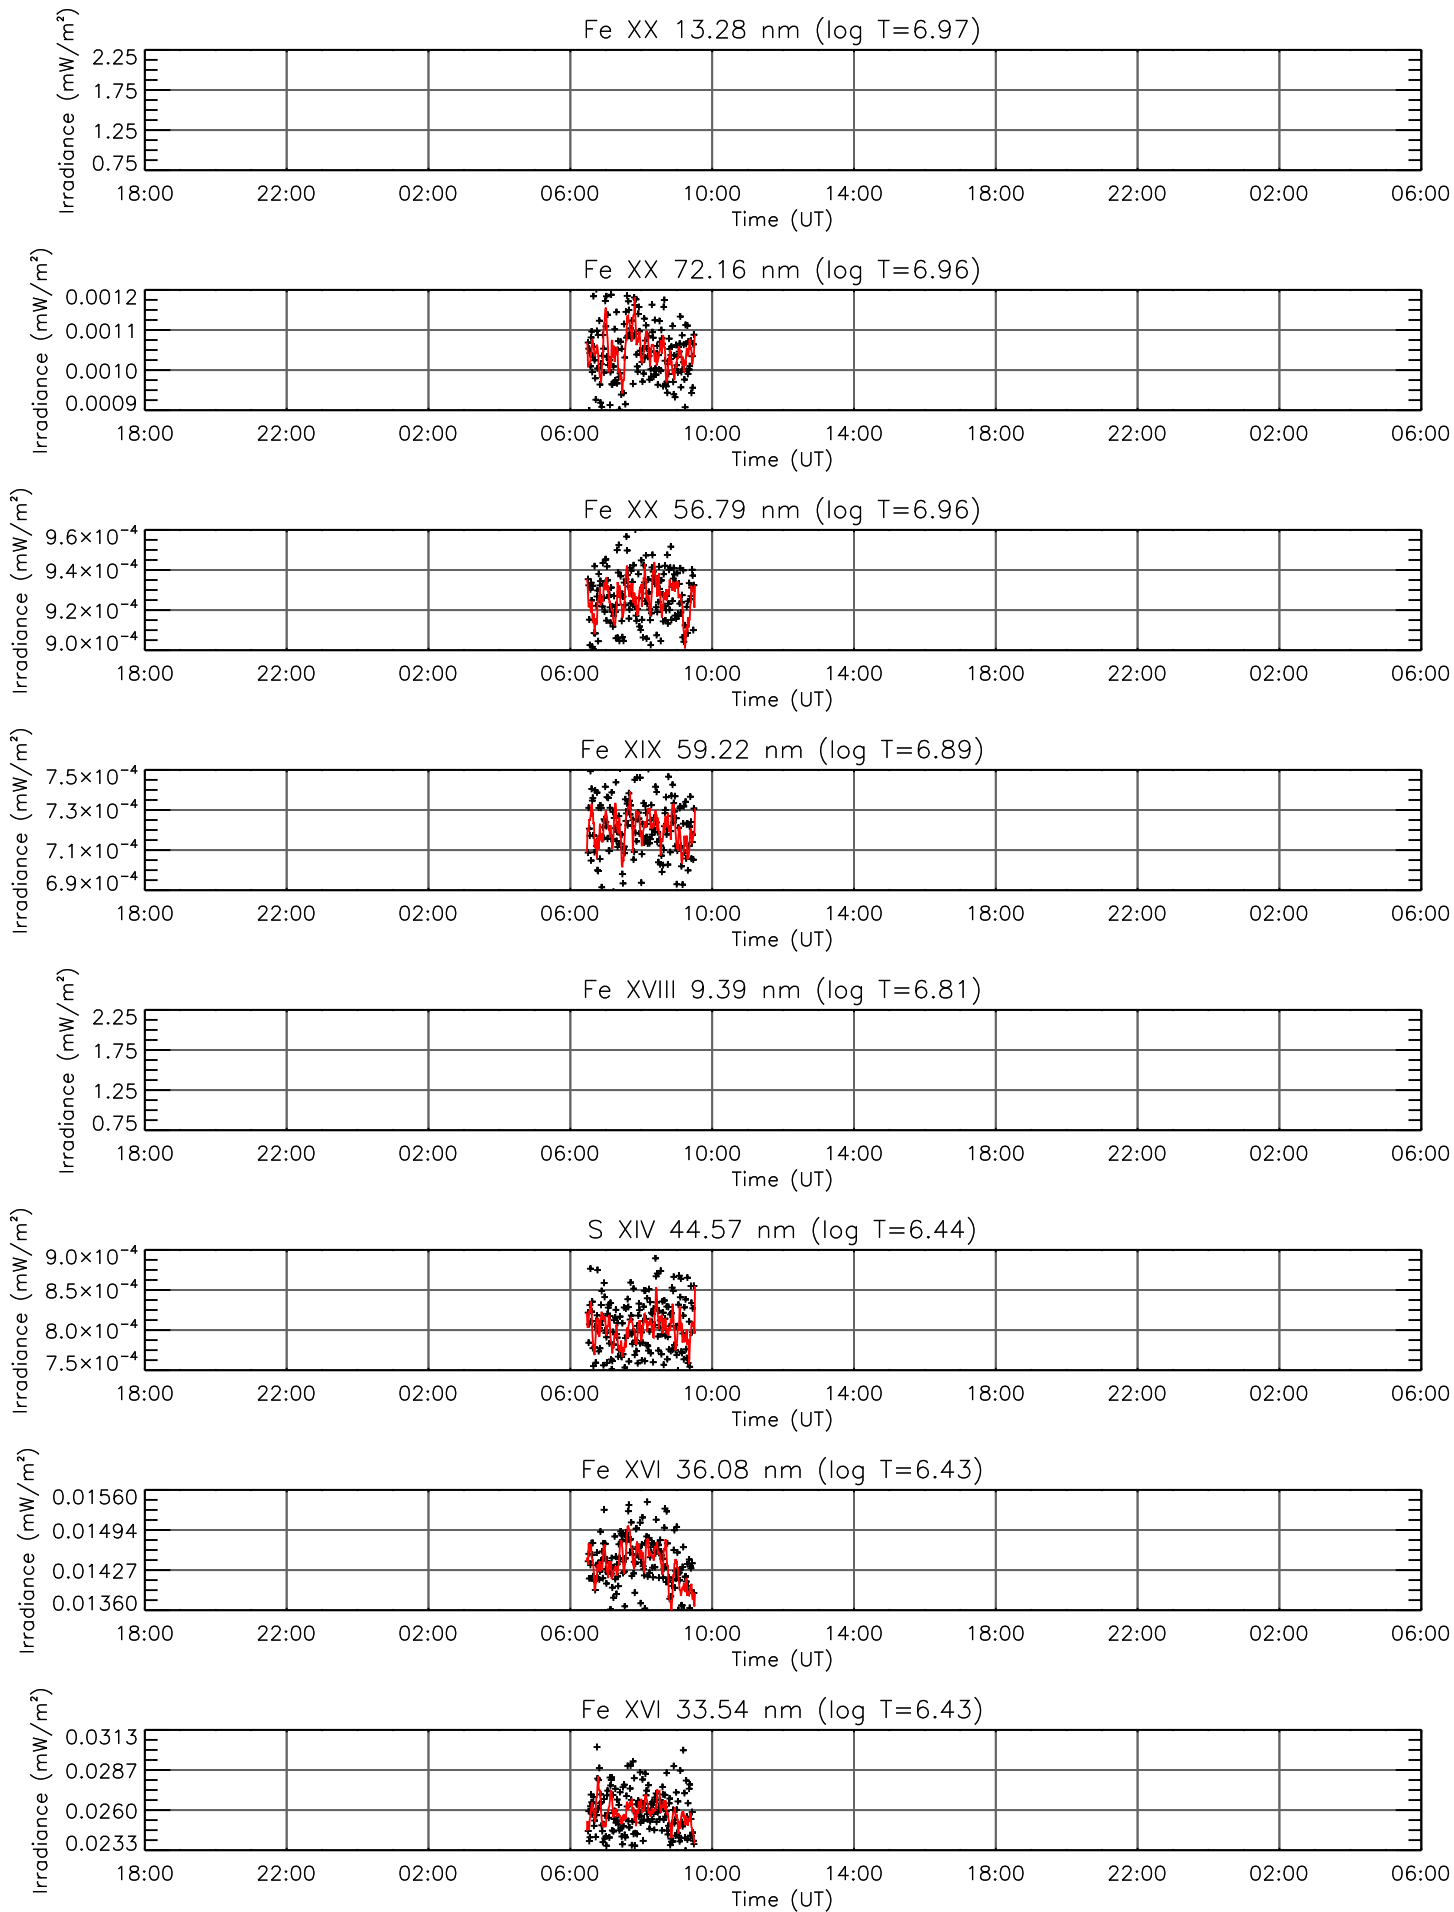 Fe XX 13.28 nm (log T=6.97)
Irradiance (mW/m²)
2.25
1.75
1.25
0.75
18:00 22:00 02:00 06:00 10:00 14:00 18:00 22:00 02:00 06:00
Time (UT)
Fe XX 72.16 nm (log T=6.96)
Irradiance (mW/m²)
0.0012
0.0011
0.0010
0.0009
18:00 22:00 02:00 06:00 10:00 14:00 18:00 22:00 02:00 06:00
Time (UT)
Fe XX 56.79 nm (log T=6.96)
Irradiance (mW/m²)
9.6×10⁻⁴
9.4×10⁻⁴
9.2×10⁻⁴
9.0×10⁻⁴
18:00 22:00 02:00 06:00 10:00 14:00 18:00 22:00 02:00 06:00
Time (UT)
Fe XIX 59.22 nm (log T=6.89)
Irradiance (mW/m²)
7.5×10⁻⁴
7.3×10⁻⁴
7.1×10⁻⁴
6.9×10⁻⁴
18:00 22:00 02:00 06:00 10:00 14:00 18:00 22:00 02:00 06:00
Time (UT)
Fe XVIII 9.39 nm (log T=6.81)
Irradiance (mW/m²)
2.25
1.75
1.25
0.75
18:00 22:00 02:00 06:00 10:00 14:00 18:00 22:00 02:00 06:00
Time (UT)
S XIV 44.57 nm (log T=6.44)
Irradiance (mW/m²)
9.0×10⁻⁴
8.5×10⁻⁴
8.0×10⁻⁴
7.5×10⁻⁴
18:00 22:00 02:00 06:00 10:00 14:00 18:00 22:00 02:00 06:00
Time (UT)
Fe XVI 36.08 nm (log T=6.43)
Irradiance (mW/m²)
0.01560
0.01494
0.01427
0.01360
18:00 22:00 02:00 06:00 10:00 14:00 18:00 22:00 02:00 06:00
Time (UT)
Fe XVI 33.54 nm (log T=6.43)
Irradiance (mW/m²)
0.0313
0.0287
0.0260
0.0233
18:00 22:00 02:00 06:00 10:00 14:00 18:00 22:00 02:00 06:00
Time (UT)